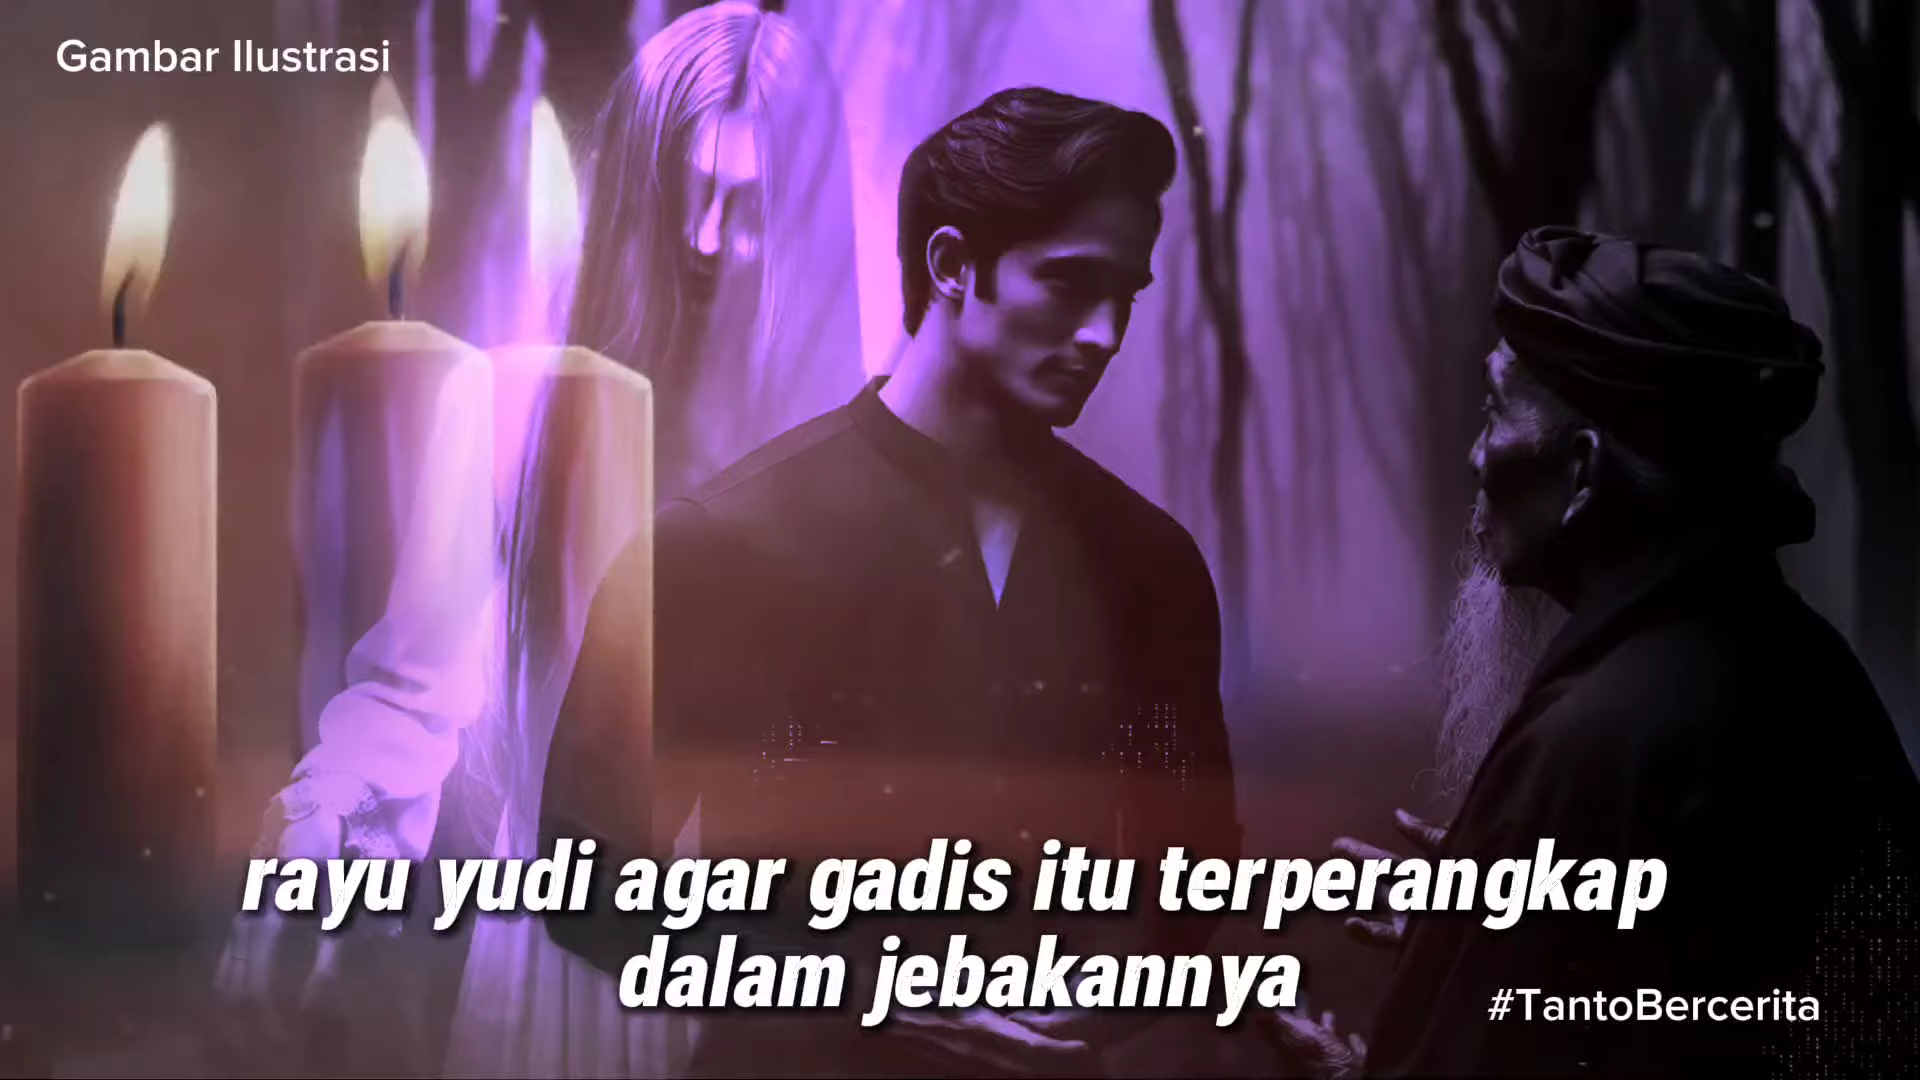 Gambar Ilustrasi
rayu yudi agar gadis itu terperangkap
dalam jebakannya
#TantoBercerita